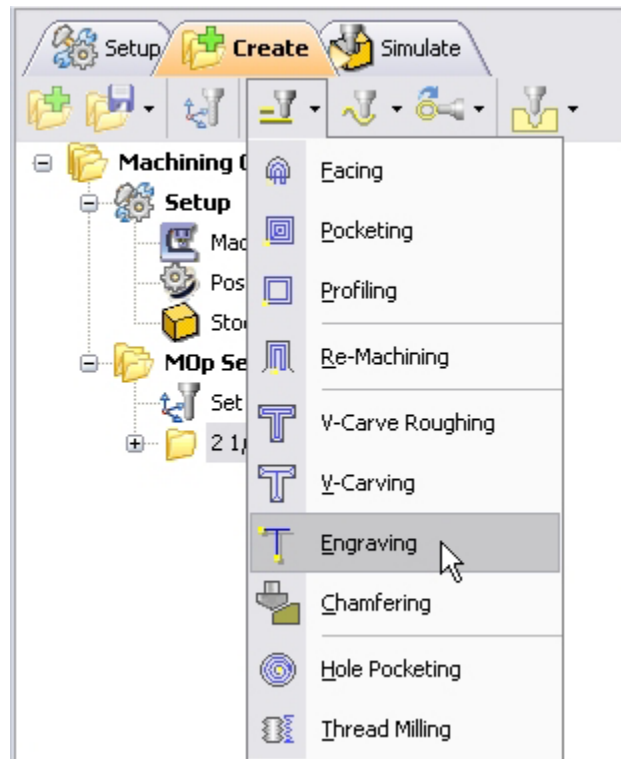 Setup Create Simulate
Machining
Setup
Mac
Pos
Sto
MOp Se
Set
2 1/
Facing
Pocketing
Profiling
Re-Machining
V-Carve Roughing
V-Carving
Engraving
Chamfering
Hole Pocketing
Thread Milling